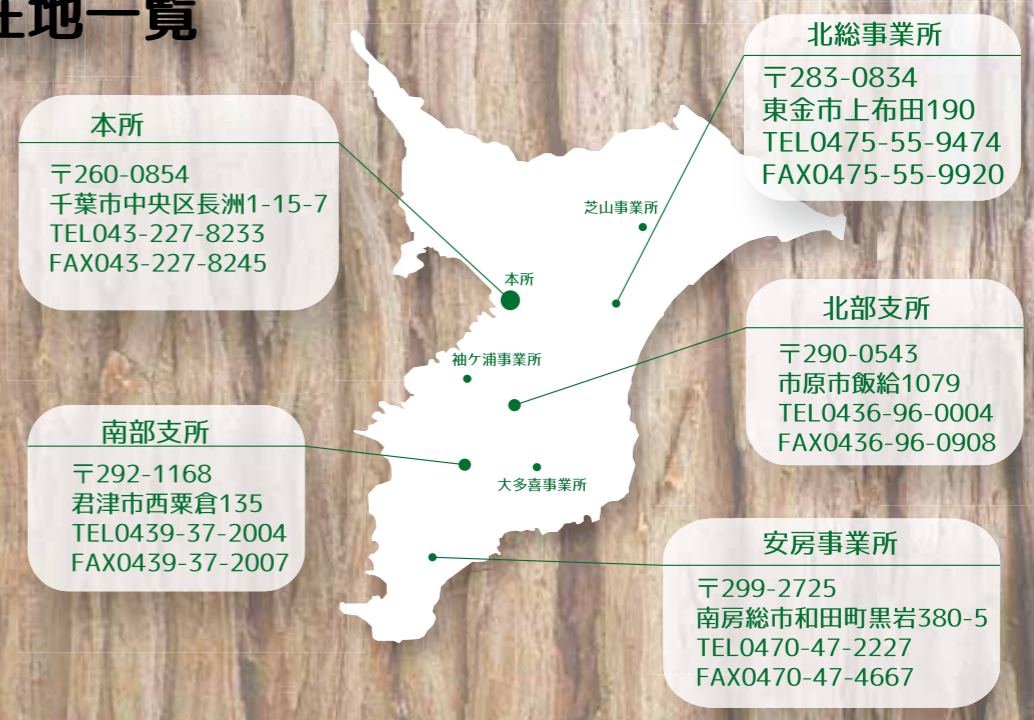 在地一覧
本所
〒260-0854
千葉市中央区長洲1-15-7
TEL043-227-8233
FAX043-227-8245
北総事業所
〒283-0834
東金市上布田190
TEL0475-55-9474
FAX0475-55-9920
芝山事業所
本所
袖ケ浦事業所
大多喜事業所
北部支所
〒290-0543
市原市飯給1079
TEL0436-96-0004
FAX0436-96-0908
南部支所
〒292-1168
君津市西粟倉135
TEL0439-37-2004
FAX0439-37-2007
安房事業所
〒299-2725
南房総市和田町黒岩380-5
TEL0470-47-2227
FAX0470-47-4667